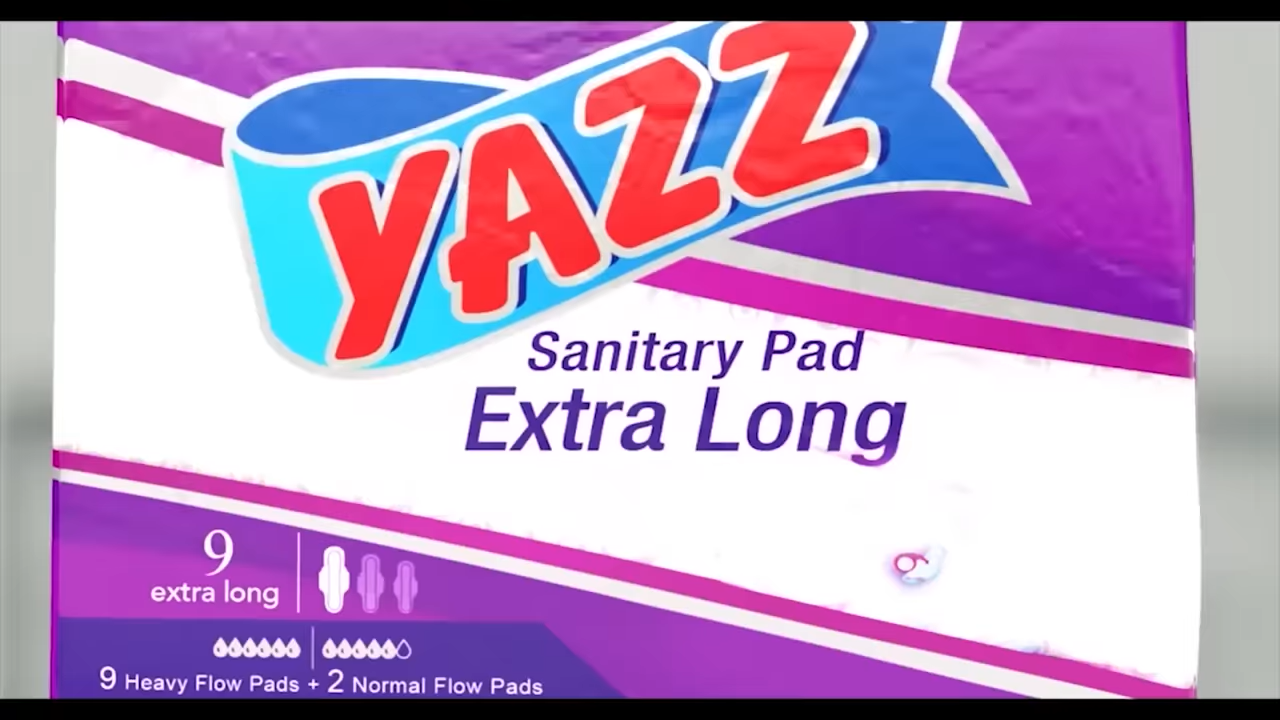 YAZZ
Sanitary Pad
Extra Long
9
extra long
9 Heavy Flow Pads + 2 Normal Flow Pads